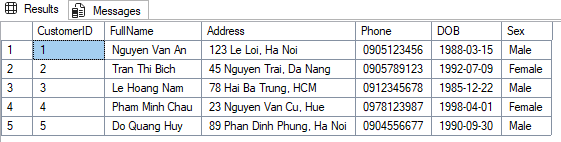 Results Messages
CustomerID FullName Address Phone DOB Sex
1 1 Nguyen Van An 123 Le Loi, Ha Noi 0905123456 1988-03-15 Male
2 2 Tran Thi Bich 45 Nguyen Trai, Da Nang 0905789123 1992-07-09 Female
3 3 Le Hoang Nam 78 Hai Ba Trung, HCM 0912345678 1985-12-22 Male
4 4 Pham Minh Chau 23 Nguyen Van Cu, Hue 0978123987 1998-04-01 Female
5 5 Do Quang Huy 89 Phan Dinh Phung, Ha Noi 0904556677 1990-09-30 Male